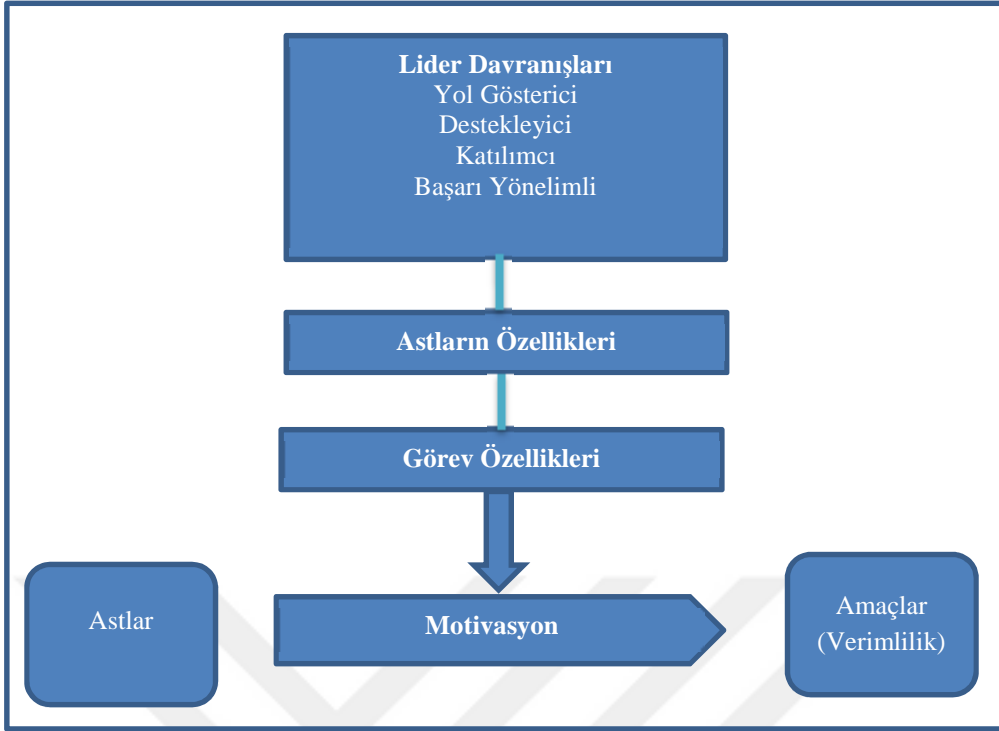 Lider Davranışları
Yol Gösterici
Destekleyici
Katılımcı
Başarı Yönelimli
Astların Özellikleri
Görev Özellikleri
Astlar
Motivasyon
Amaçlar
(Verimlilik)